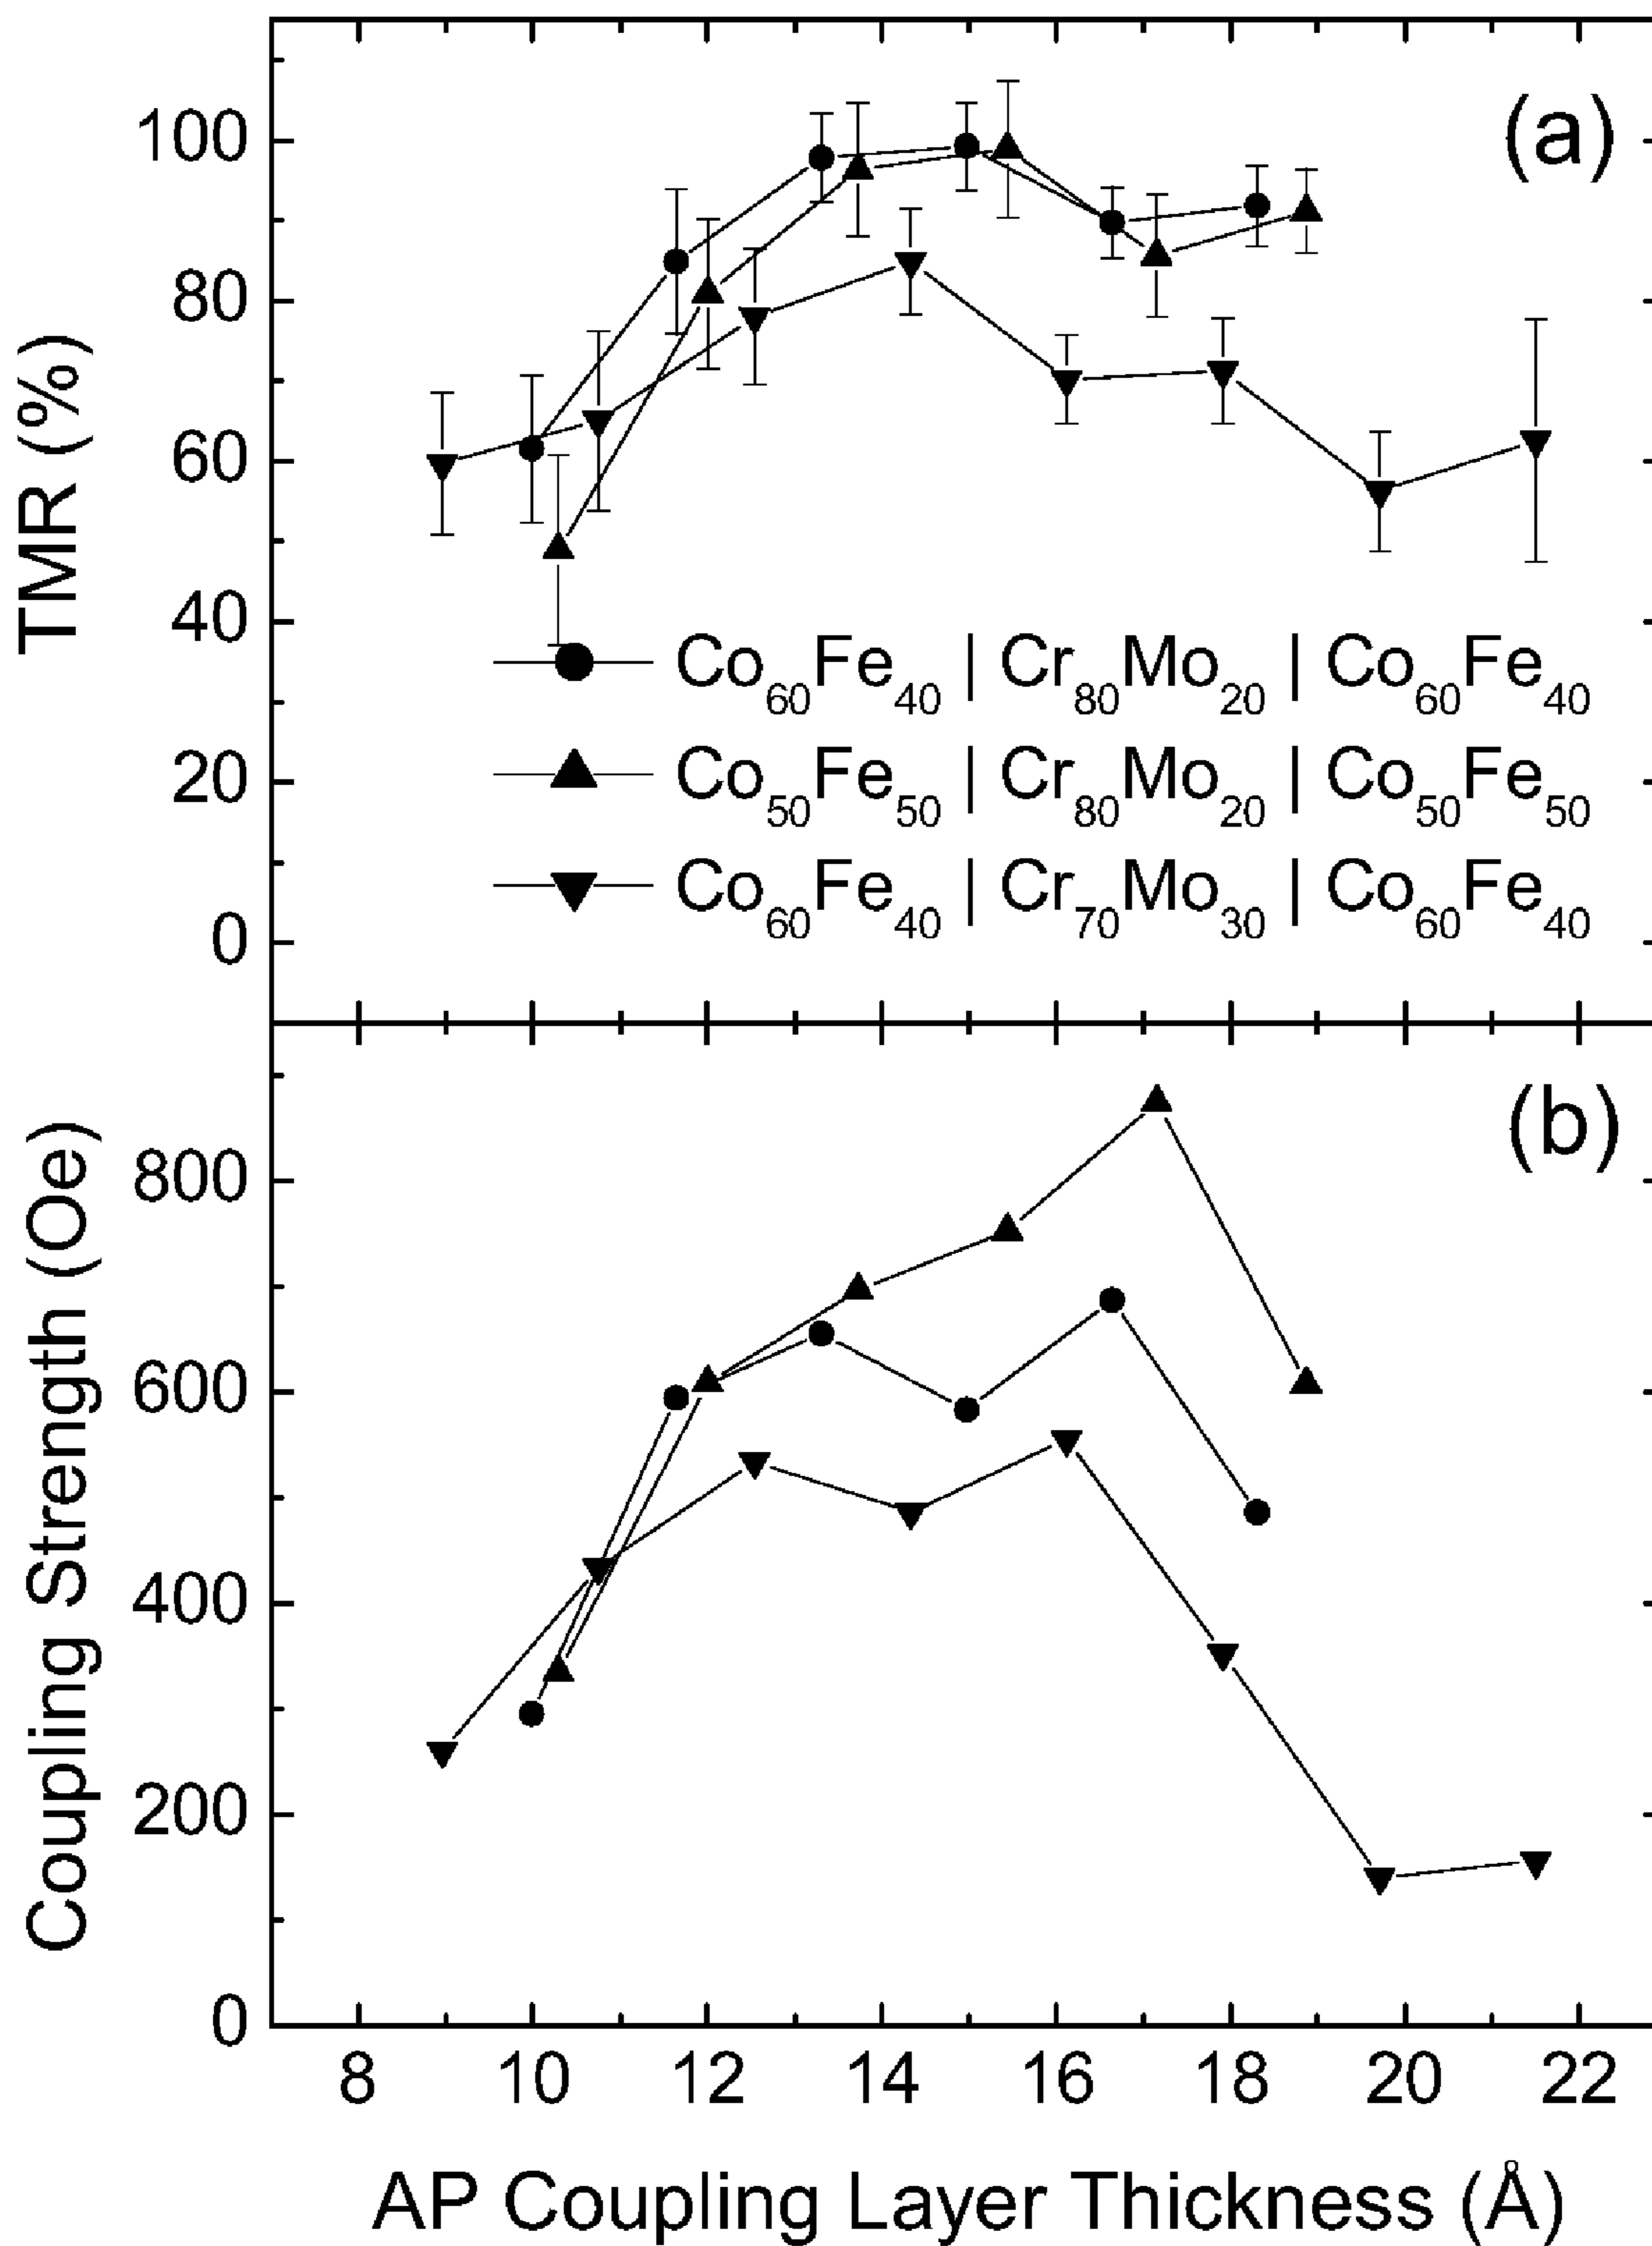 (a)
TMR (%)
100
80
60
40
20
0
Co60Fe40 | Cr80Mo20 | Co60Fe40
Co50Fe50 | Cr80Mo20 | Co50Fe50
Co60Fe40 | Cr70Mo30 | Co60Fe40
(b)
Coupling Strength (Oe)
800
600
400
200
0
8 10 12 14 16 18 20 22
AP Coupling Layer Thickness (Å)